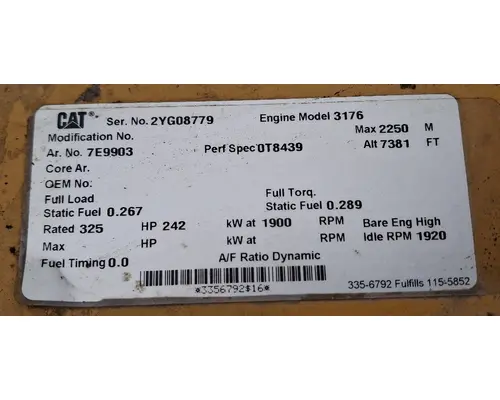 CAT® Ser. No. 2YG08779 Engine Model 3176
Modification No. Max 2250 M
Ar. No. 7E9903 Perf Spec 0T8439 Alt 7381 FT
Core Ar.
OEM No:
Full Load Full Torq.
Static Fuel 0.267 Static Fuel 0.289
Rated 325 HP 242 kW at 1900 RPM Bare Eng High
Max HP kW at RPM Idle RPM 1920
Fuel Timing 0.0 A/F Ratio Dynamic
*3356792$16*
335-6792 Fulfills 115-5852